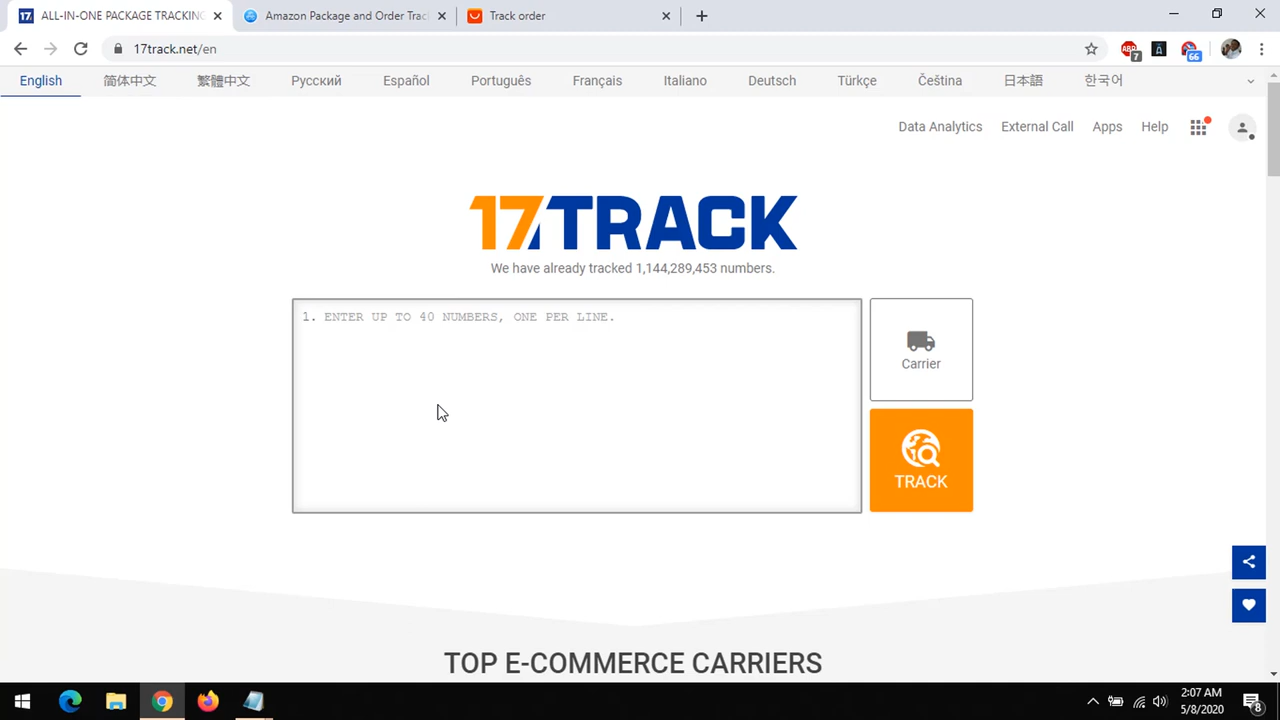 ALL-IN-ONE PACKAGE TRACKING
Amazon Package and Order Trac
Track order
17track.net/en
7
66
English 简体中文 繁體中文 Русский Español Português Français Italiano Deutsch Türkçe Čeština 日本語 한국어
Data Analytics External Call Apps Help
17TRACK
We have already tracked 1,144,289,453 numbers.
1. ENTER UP TO 40 NUMBERS, ONE PER LINE.
Carrier
TRACK
TOP E-COMMERCE CARRIERS
2:07 AM
5/8/2020
8